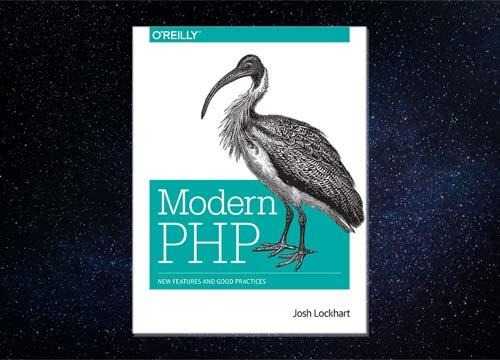 O'REILLY®
Modern
PHP
NEW FEATURES AND GOOD PRACTICES
Josh Lockhart